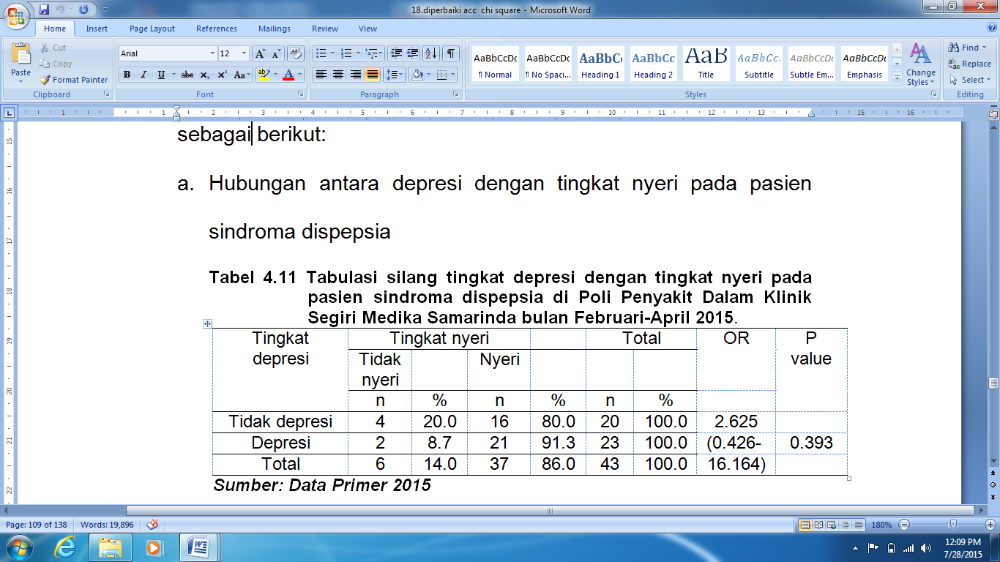 18.diperbaiki acc chi square - Microsoft Word
Home Insert Page Layout References Mailings Review View
Paste
Cut
Copy
Format Painter
Clipboard
Arial 12
Font
Paragraph
AaBbCcDc AaBbCcDc AaBbC AaBbCc AaB AaBbCc. AaBbCcDc AaBbCcDc
¶ Normal ¶ No Spaci... Heading 1 Heading 2 Title Subtitle Subtle Em... Emphasis
Change Styles
Styles
Find
Replace
Select
Editing
sebagai berikut:
a. Hubungan antara depresi dengan tingkat nyeri pada pasien
sindroma dispepsia
Tabel 4.11 Tabulasi silang tingkat depresi dengan tingkat nyeri pada
pasien sindroma dispepsia di Poli Penyakit Dalam Klinik
Segiri Medika Samarinda bulan Februari-April 2015.
Tingkat depresi Tingkat nyeri Total OR P value
Tidak nyeri Nyeri
n % n % n %
Tidak depresi 4 20.0 16 80.0 20 100.0 2.625
Depresi 2 8.7 21 91.3 23 100.0 (0.426- 0.393
Total 6 14.0 37 86.0 43 100.0 16.164)
Sumber: Data Primer 2015
Page: 109 of 138 Words: 19,896 180%
12:09 PM
7/28/2015